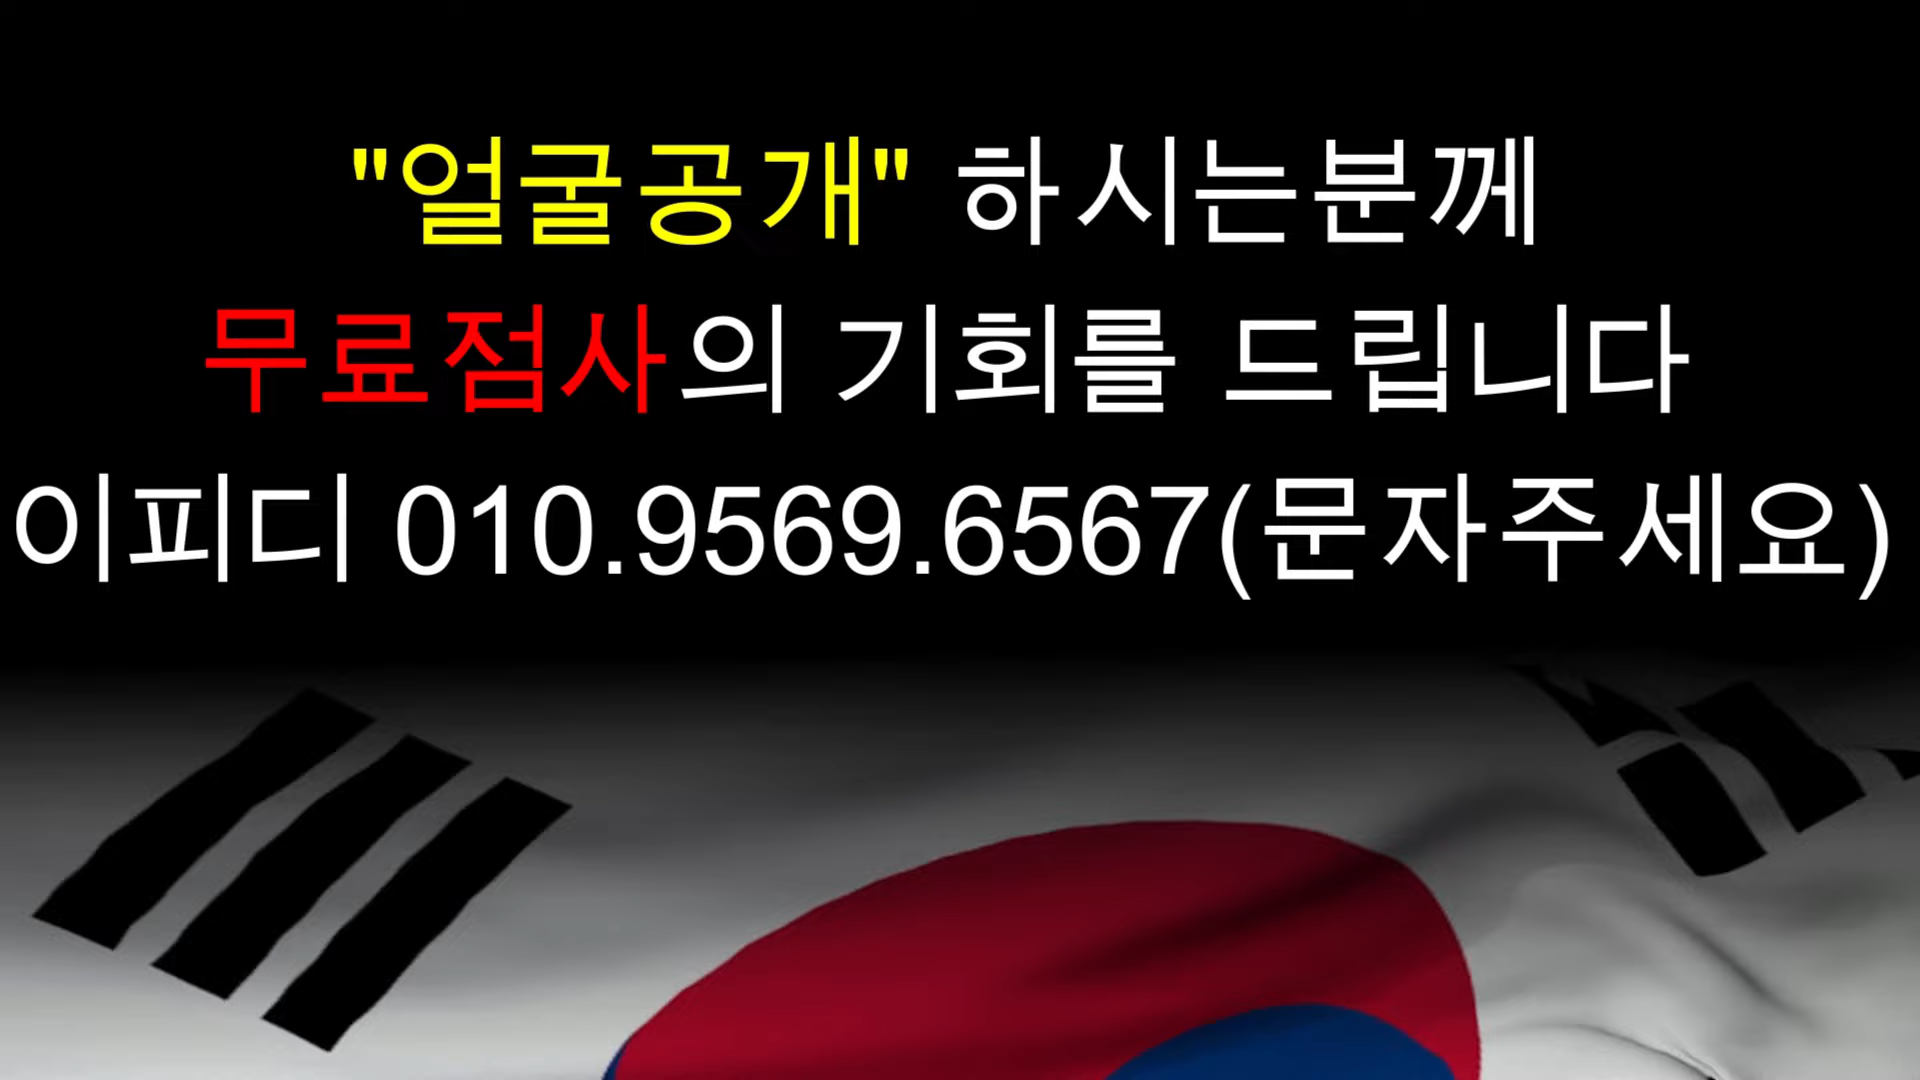 "얼굴공개" 하시는분께
무료점사의 기회를 드립니다
이피디 010.9569.6567(문자주세요)